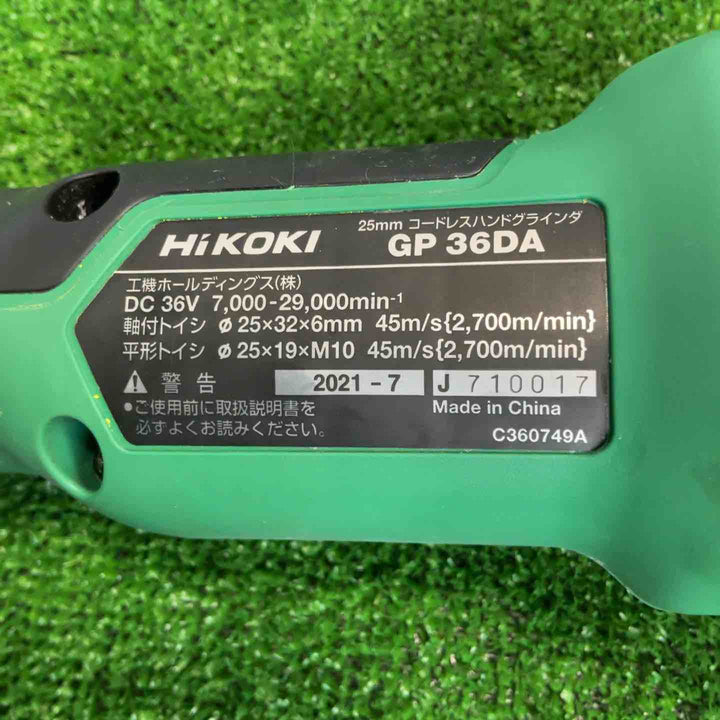 HiKOKI
25mm コードレスハンドグラインダ
GP 36DA
工機ホールディングス(株)
DC 36V 7,000-29,000min-1
軸付トイシ ø 25×32×6mm 45m/s{2,700m/min}
平形トイシ ø 25×19×M10 45m/s{2,700m/min}
⚠ 警告
2021 - 7
J 710017
●ご使用前に取扱説明書を
必ずよくお読みください。
Made in China
C360749A